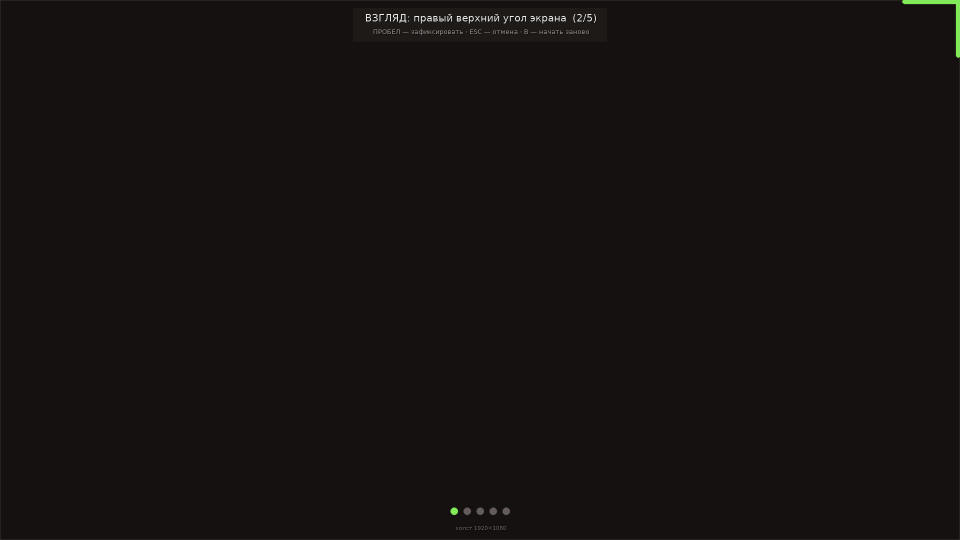 ВЗГЛЯД: правый верхний угол экрана (2/5)
ПРОБЕЛ — зафиксировать · ESC — отмена · B — начать заново
холст 1920×1080